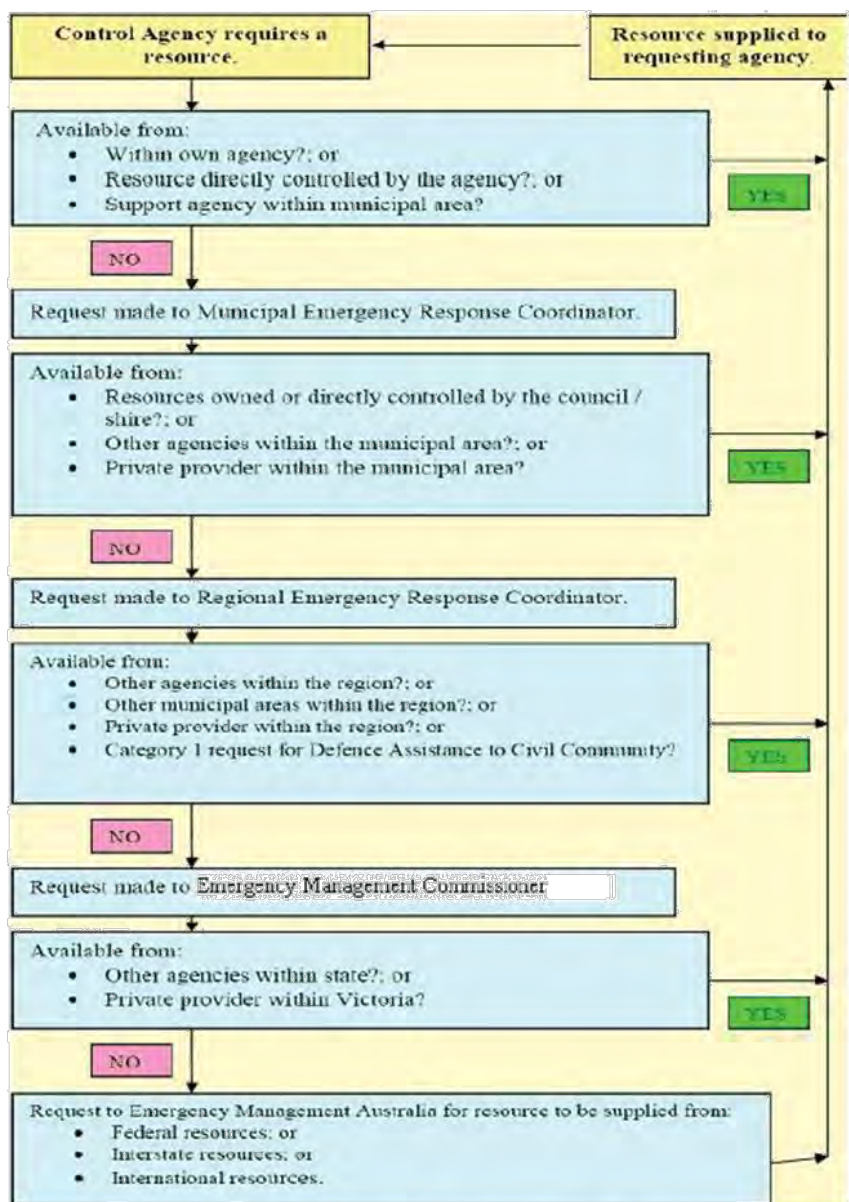 Control Agency requires a
resource.
Resource supplied to
requesting agency.
Available from:
• Within own agency?; or
• Resource directly controlled by the agency?; or
• Support agency within municipal area?
YES
NO
Request made to Municipal Emergency Response Coordinator.
Available from:
• Resources owned or directly controlled by the council /
shire?; or
• Other agencies within the municipal area?; or
• Private provider within the municipal area?
YES
NO
Request made to Regional Emergency Response Coordinator.
Available from:
• Other agencies within the region?; or
• Other municipal areas within the region?; or
• Private provider within the region?; or
• Category 1 request for Defence Assistance to Civil Community?
YES
NO
Request made to Emergency Management Commissioner
Available from:
• Other agencies within state?; or
• Private provider within Victoria?
YES
NO
Request to Emergency Management Australia for resource to be supplied from:
• Federal resources; or
• Interstate resources; or
• International resources.